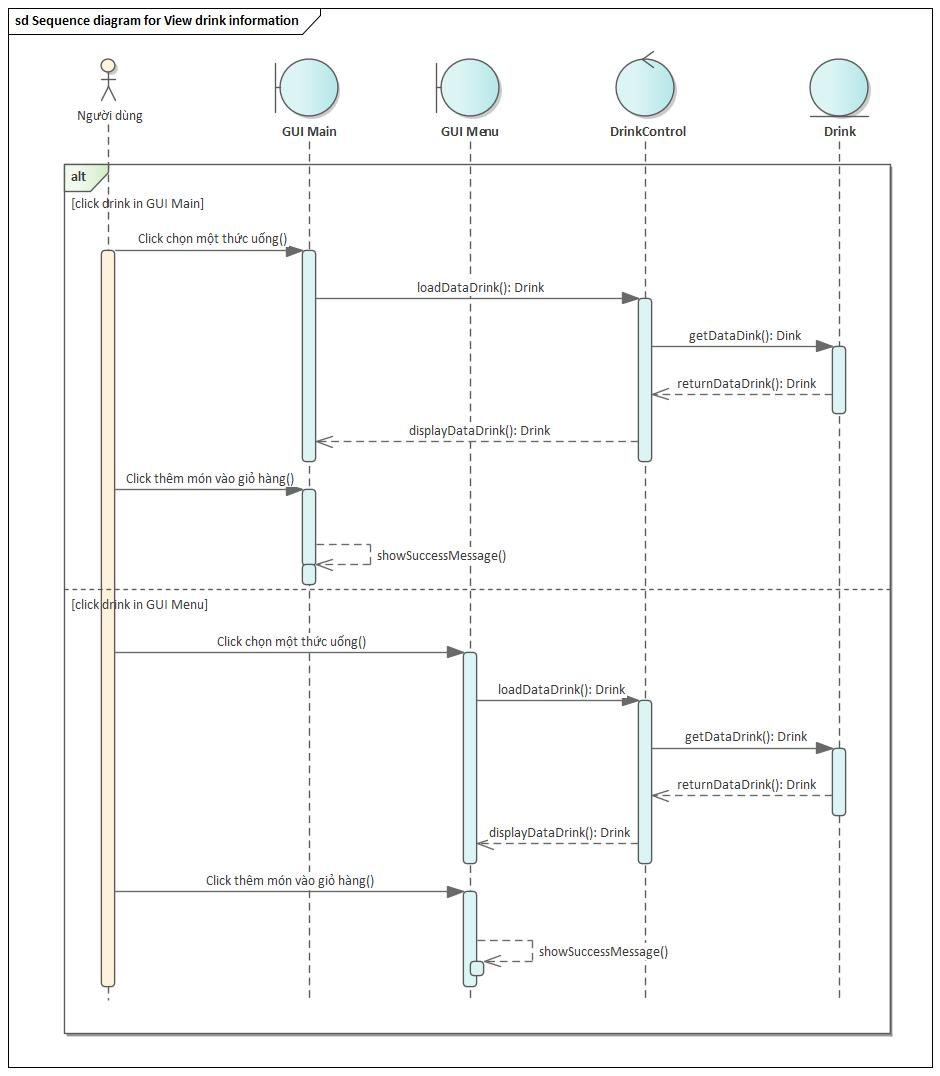 sd Sequence diagram for View drink information
Người dùng
GUI Main
GUI Menu
DrinkControl
Drink
alt
[click drink in GUI Main]
Click chọn một thức uống()
loadDataDrink(): Drink
getDataDink(): Dink
returnDataDrink(): Drink
displayDataDrink(): Drink
Click thêm món vào giỏ hàng()
showSuccessMessage()
[click drink in GUI Menu]
Click chọn một thức uống()
loadDataDrink(): Drink
getDataDrink(): Drink
returnDataDrink(): Drink
displayDataDrink(): Drink
Click thêm món vào giỏ hàng()
showSuccessMessage()